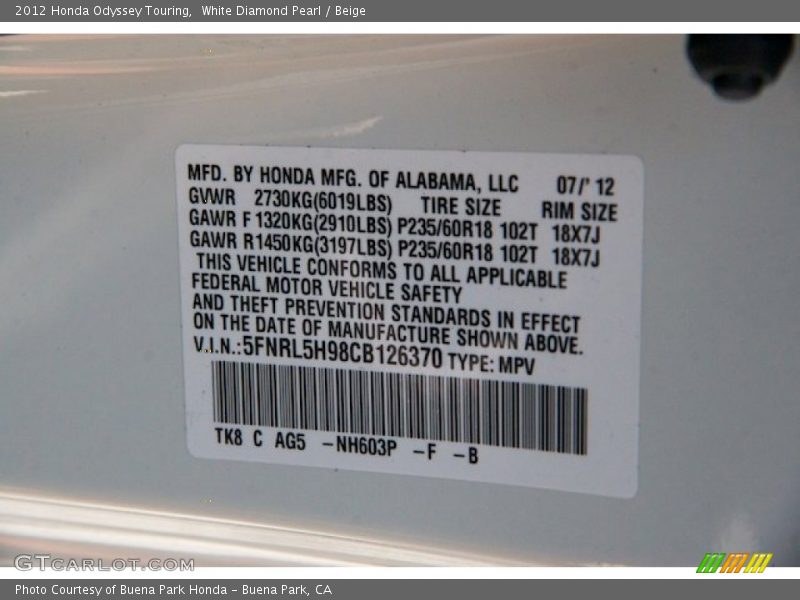 2012 Honda Odyssey Touring,  White Diamond Pearl / Beige
MFD. BY HONDA MFG. OF ALABAMA, LLC 07/' 12
GVWR 2730KG(6019LBS) TIRE SIZE RIM SIZE
GAWR F 1320KG(2910LBS) P235/60R18 102T 18X7J
GAWR R1450KG(3197LBS) P235/60R18 102T 18X7J
THIS VEHICLE CONFORMS TO ALL APPLICABLE
FEDERAL MOTOR VEHICLE SAFETY
AND THEFT PREVENTION STANDARDS IN EFFECT
ON THE DATE OF MANUFACTURE SHOWN ABOVE.
V.I.N.:5FNRL5H98CB126370 TYPE: MPV
TK8 C AG5 -NH603P -F -B
GTCARLOT.COM
Photo Courtesy of Buena Park Honda - Buena Park, CA